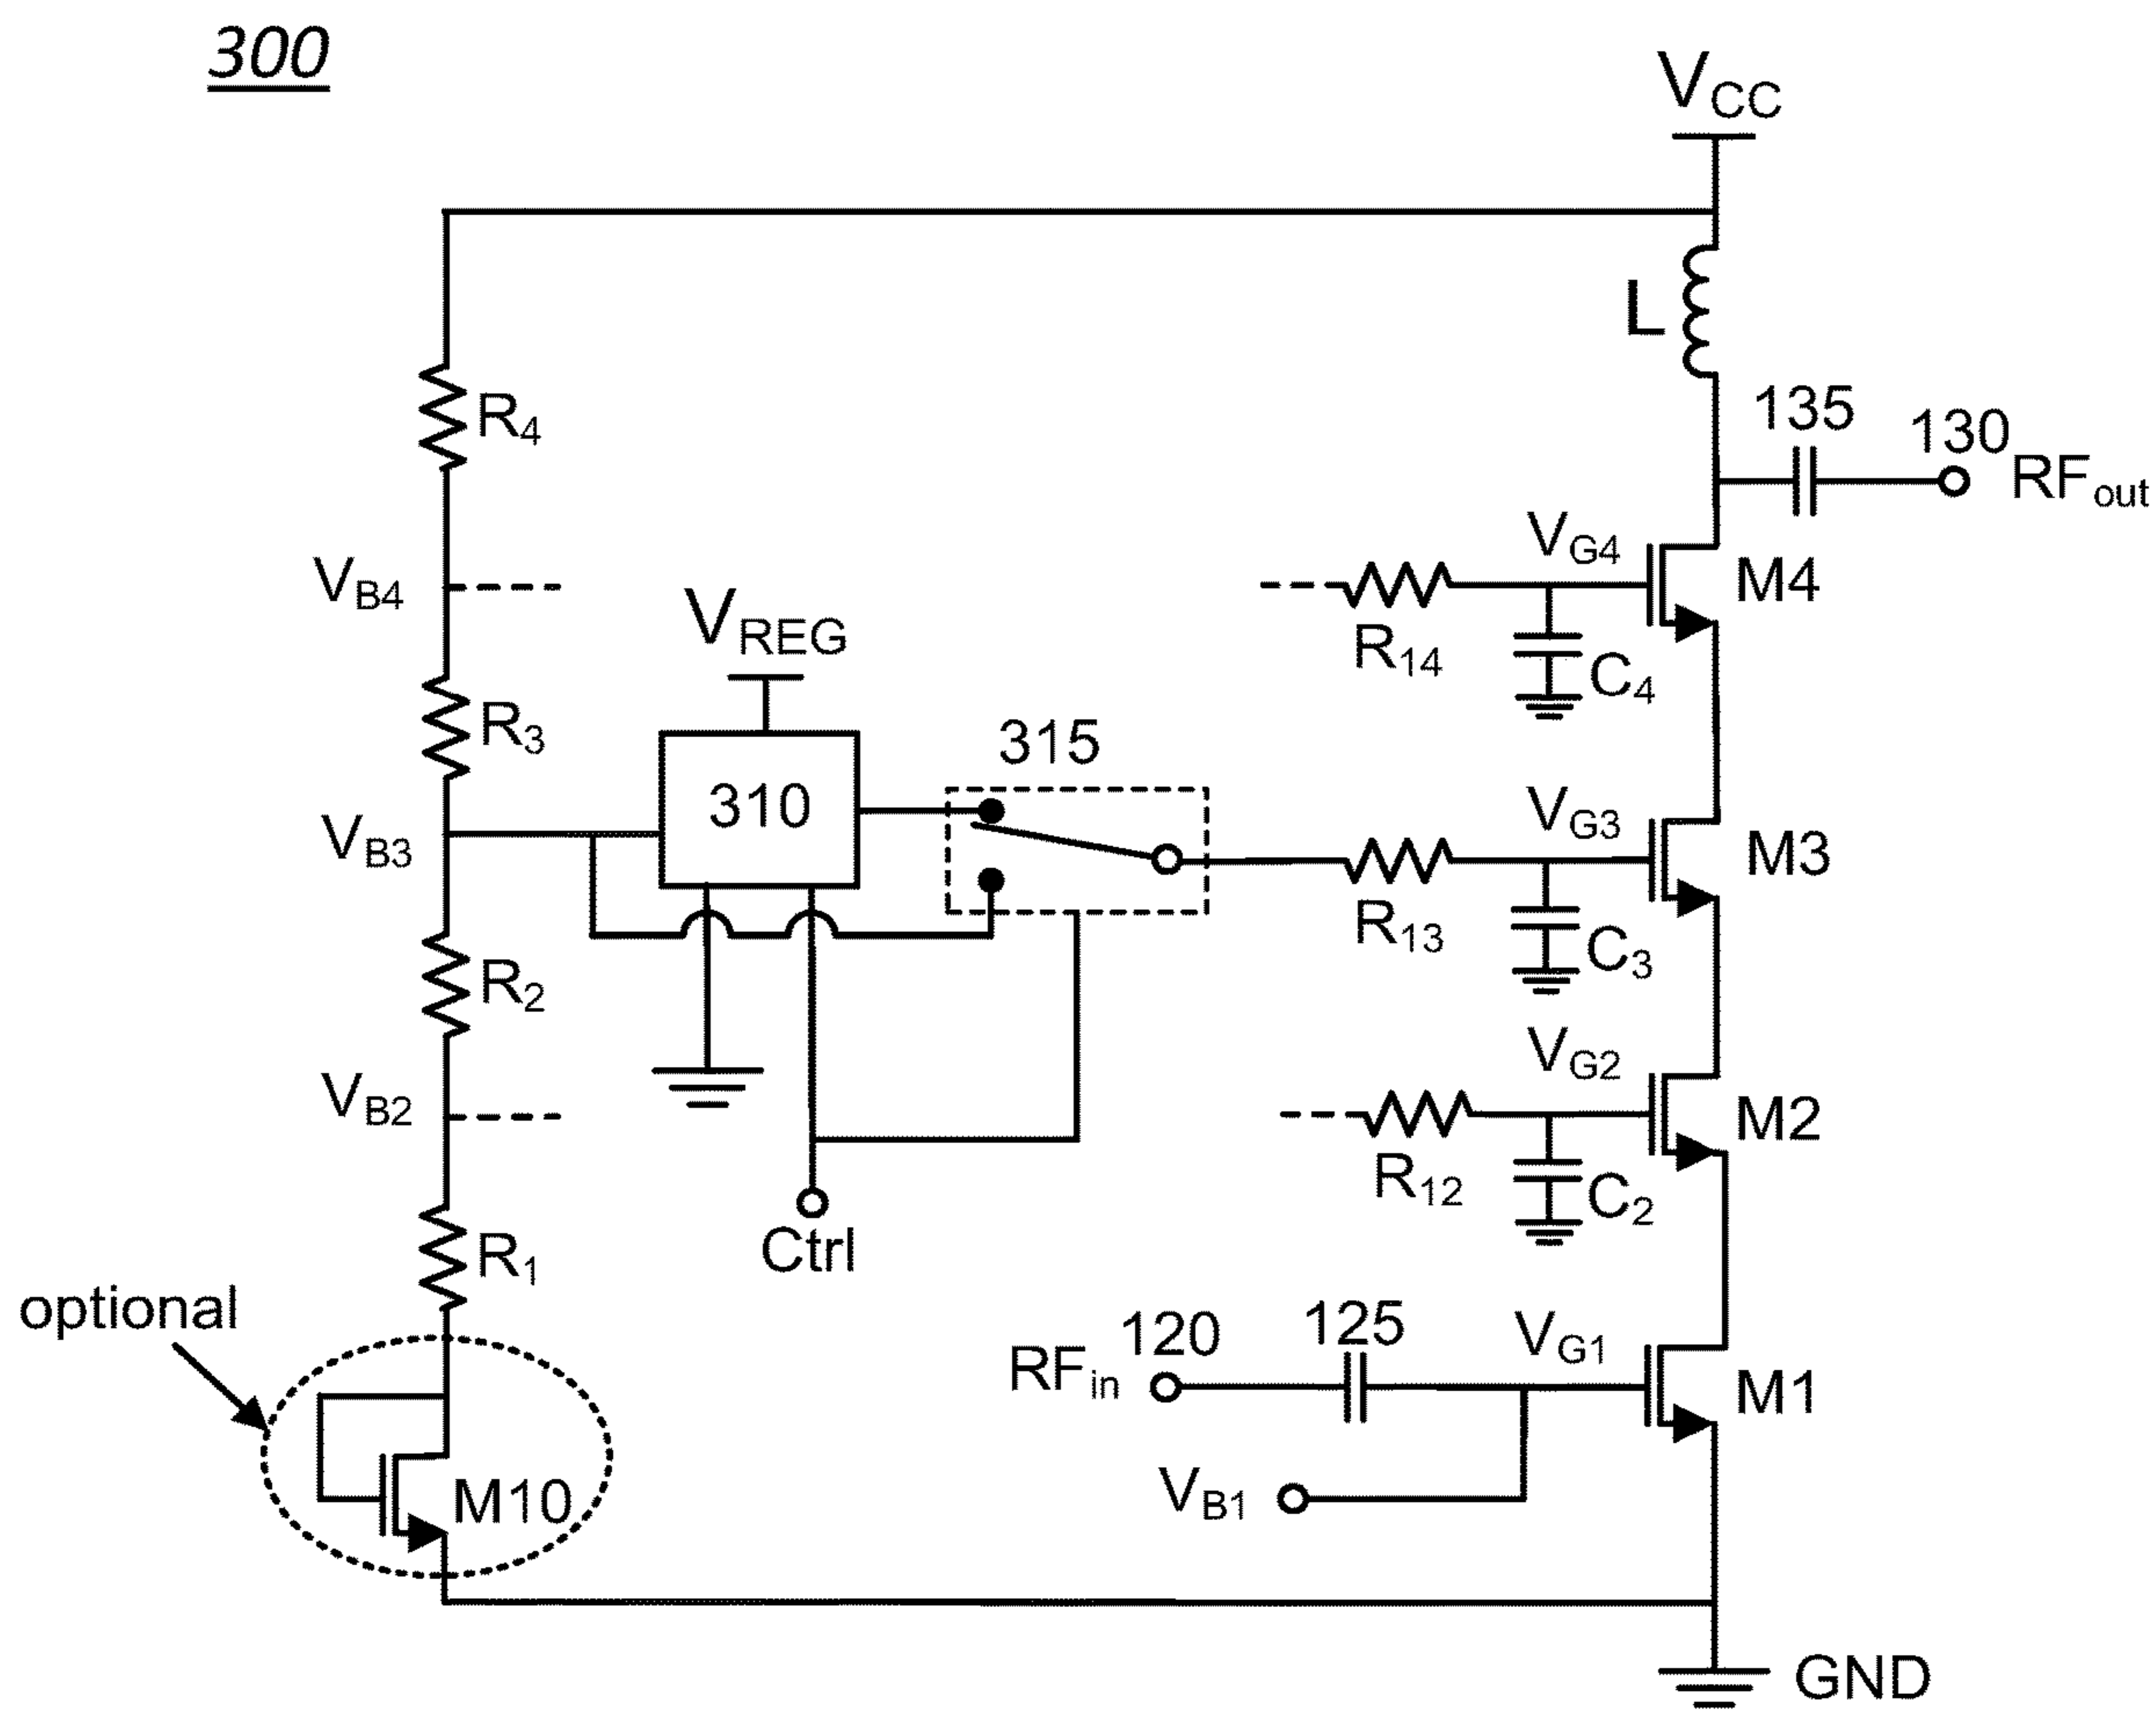 300
VCC
L
135
130
RFout
R4
VG4
M4
VB4
R14
C4
VREG
R3
315
310
VG3
M3
VB3
R13
C3
R2
VG2
M2
VB2
R12
C2
Ctrl
R1
optional
120
125
RFin
VG1
M1
M10
VB1
GND